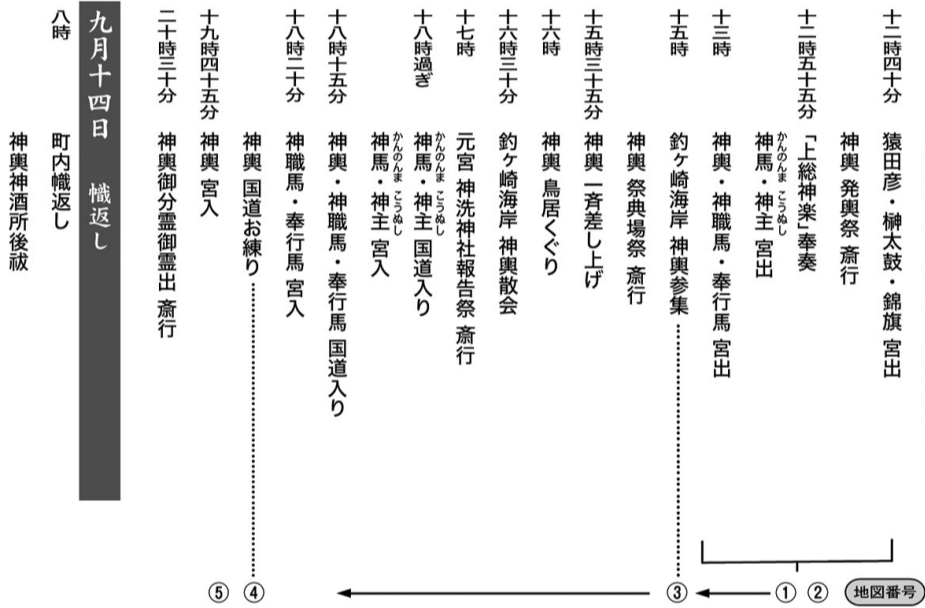 十二時四十分 猿田彦・榊太鼓・錦旗 宮出
神輿 発輿祭 斎行
十二時五十五分 「上総神楽」奉奏
かんのんま こうぬし
神馬・神主 宮出
十三時 神輿・神職馬・奉行馬 宮出
十五時 釣ヶ崎海岸 神輿参集
神輿 祭典場祭 斎行
十五時三十五分 神輿 一斉差し上げ
十六時 神輿 鳥居くぐり
十六時三十分 釣ヶ崎海岸 神輿散会
十七時 元宮 神洗神社報告祭 斎行
かんのんま こうぬし
十八時過ぎ 神馬・神主 国道入り
かんのんま こうぬし
神馬・神主 宮入
十八時十五分 神輿・神職馬・奉行馬 国道入り
十八時二十分 神職馬・奉行馬 宮入
神輿 国道お練り
十九時四十五分 神輿 宮入
二十時三十分 神輿御分霊御霊出 斎行
九月十四日 幟返し
八時 町内幟返し
神輿神酒所後祓
地図番号
② ① ③ ④ ⑤